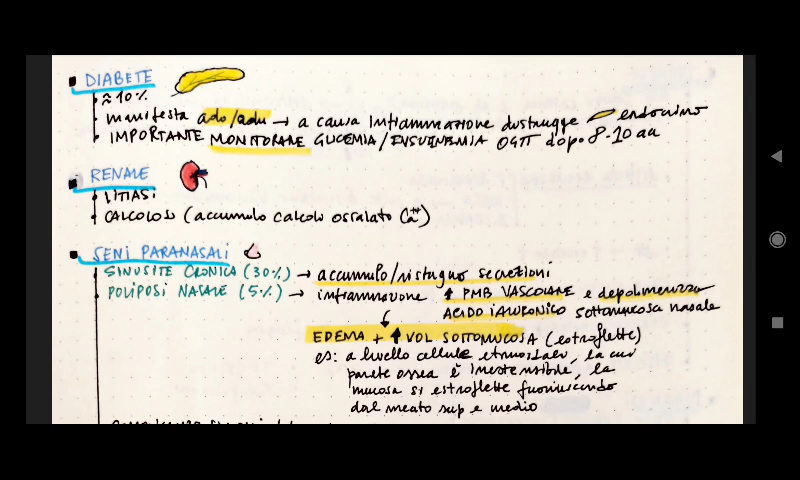 DIABETE
≈10%
manifesta ado/adu → a causa infiammazione distrugge endocrino
IMPORTANTE MONITORARE GLICEMIA/INSULINEMIA OGTT dopo 8-10 aa
RENALE
LITIASI
CALCOLOSI (accumulo calcolo ossalato Ca++)
SENI PARANASALI
SINUSITE CRONICA (30%) → accumulo/ristagno secrezioni
POLIPOSI NASALE (5%) → infiammazione ↑ PMB VASCOLARE e depolimerizza
ACIDO IALURONICO sottomucosa nasale
EDEMA + ↑ VOL SOTTOMUCOSA (estroflette)
es: a livello cellule etmoidali, la cui
parete ossea è inestensibile, la
mucosa si estroflette fuoriuscendo
dal meato sup e medio